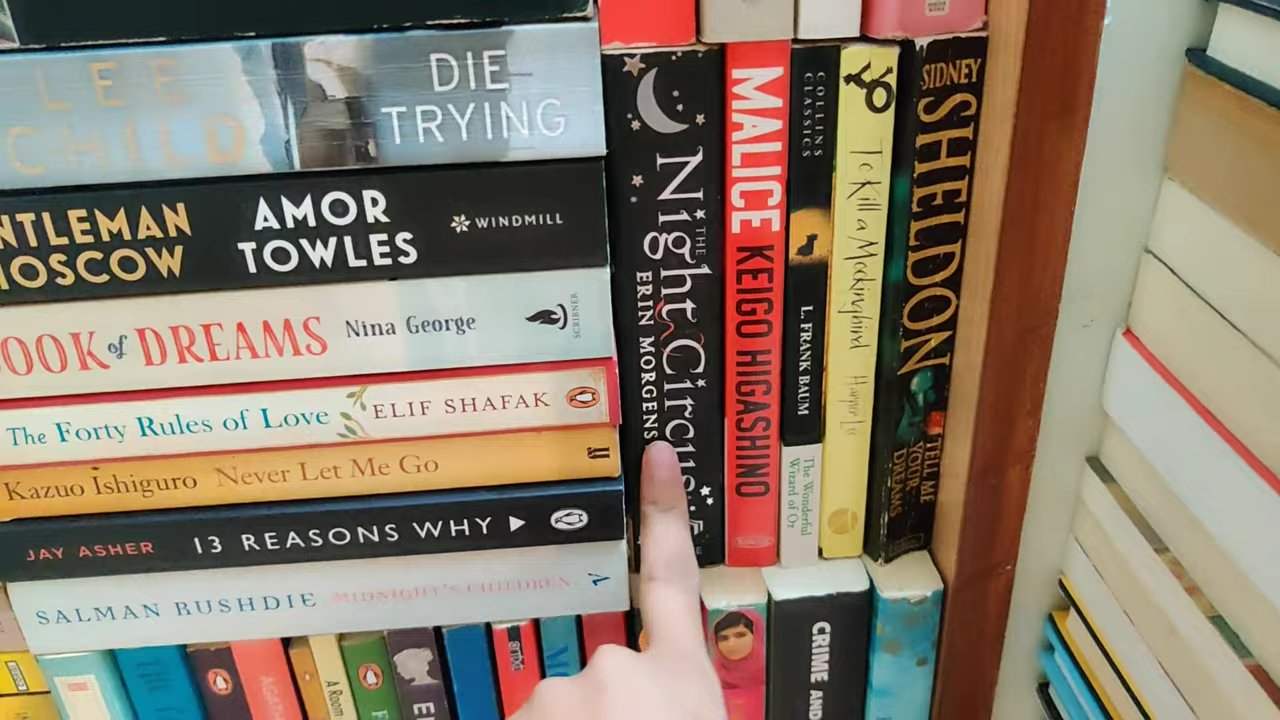 LEE CHILD
DIE TRYING
NTLEMAN
MOSCOW
AMOR TOWLES
WINDMILL
OOK of DREAMS Nina George
SCRIBNER
The Forty Rules of Love ELIF SHAFAK
Kazuo Ishiguro Never Let Me Go
JAY ASHER 13 REASONS WHY
SALMAN RUSHDIE MIDNIGHT'S CHILDREN
THE Night Circus
ERIN MORGENS
MALICE KEIGO HIGASHINO
COLLINS CLASSICS
L. FRANK BAUM
The Wonderful Wizard of Oz
To Kill a Mockingbird Harper Lee
SIDNEY SHELDON
TELL ME YOUR DREAMS
A Room
CRIME AND